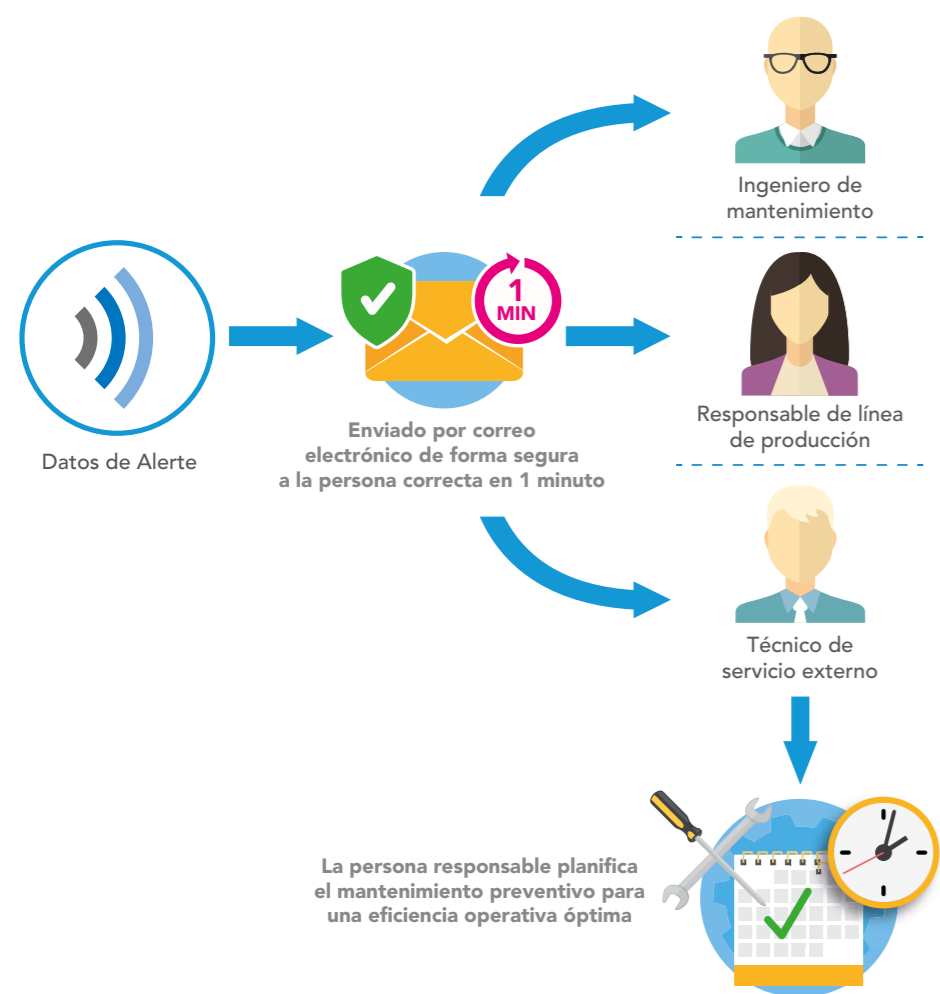 Ingeniero de
mantenimiento
1
MIN
Datos de Alerte
Enviado por correo
electrónico de forma segura
a la persona correcta en 1 minuto
Responsable de línea
de producción
Técnico de
servicio externo
La persona responsable planifica
el mantenimiento preventivo para
una eficiencia operativa óptima